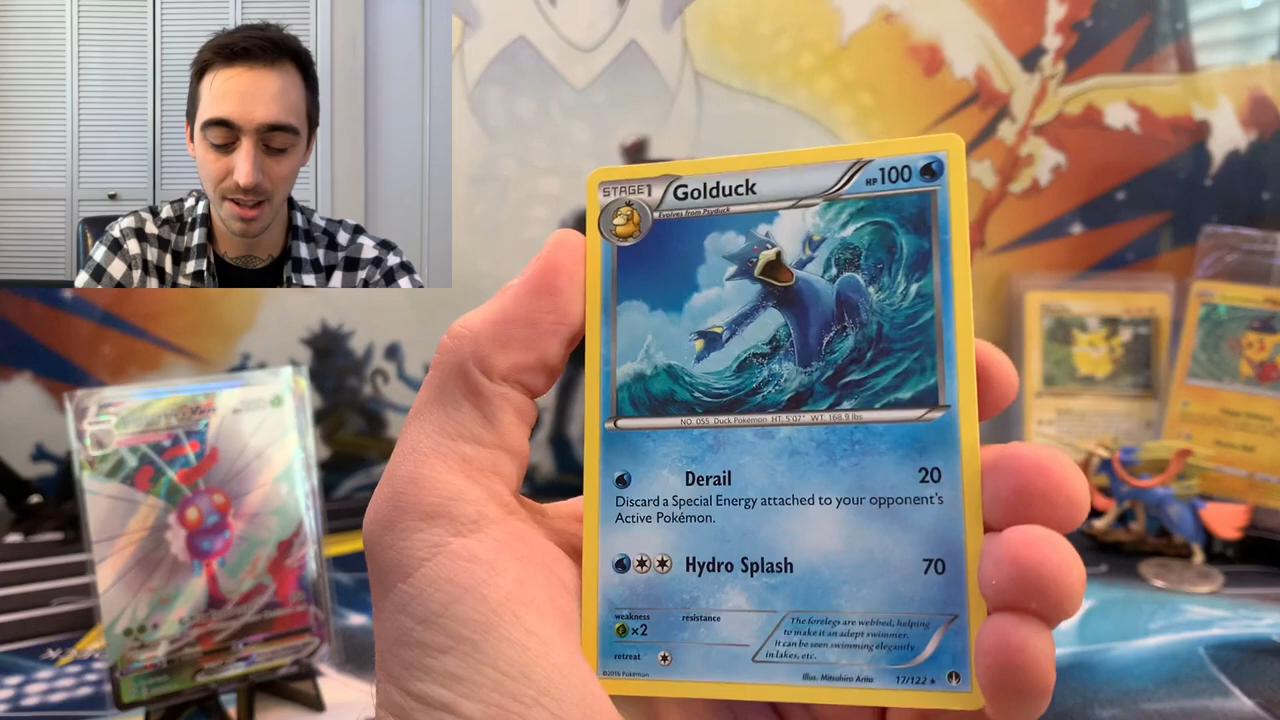 STAGE1 Golduck HP100
Evolves from Psyduck
NO. 055 Duck Pokémon HT: 5'07" WT: 168.9 lbs
Derail 20
Discard a Special Energy attached to your opponent's
Active Pokémon.
Hydro Splash 70
weakness resistance
×2
retreat
The forelegs are webbed, helping
to make it an adept swimmer.
It can be seen swimming elegantly
in lakes, etc.
©2016 Pokémon Illus. Mitsuhiro Arita 17/122